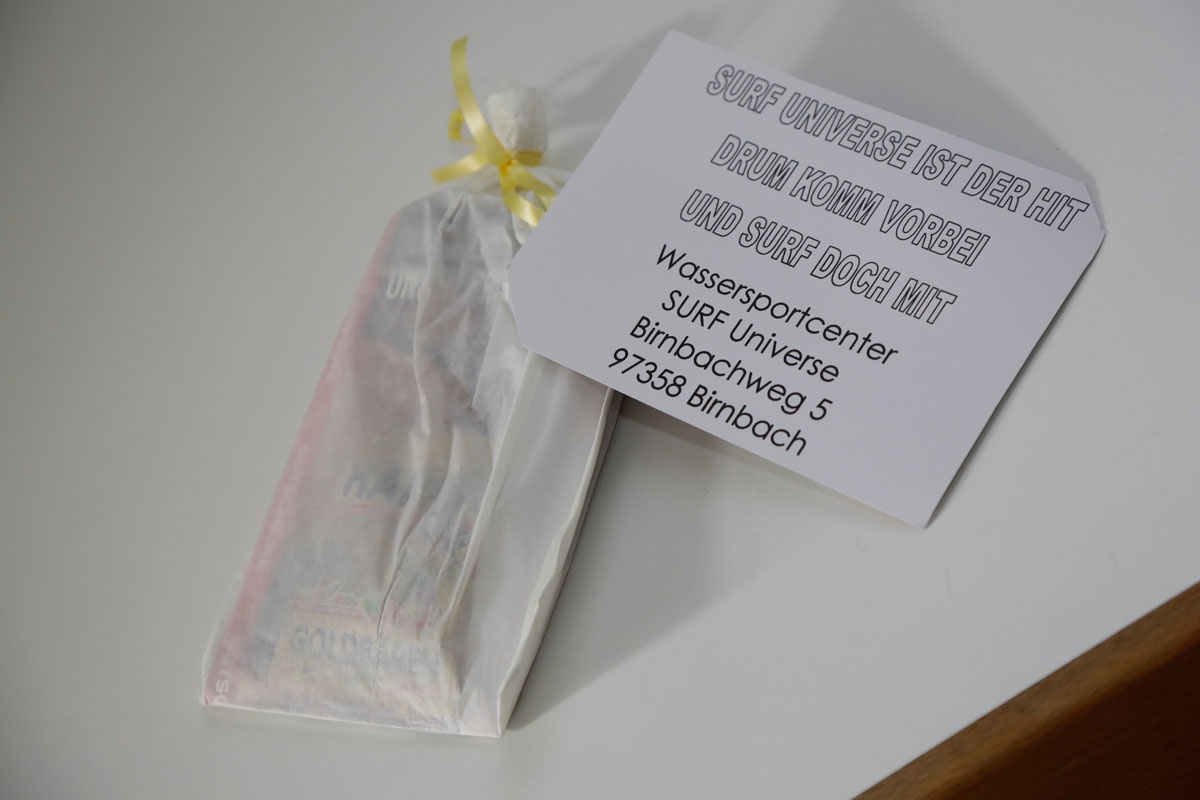 SURF UNIVERSE IST DER HIT
DRUM KOMM VORBEI
UND SURF DOCH MIT
Wassersportcenter
SURF Universe
Birnbachweg 5
97358 Birnbach